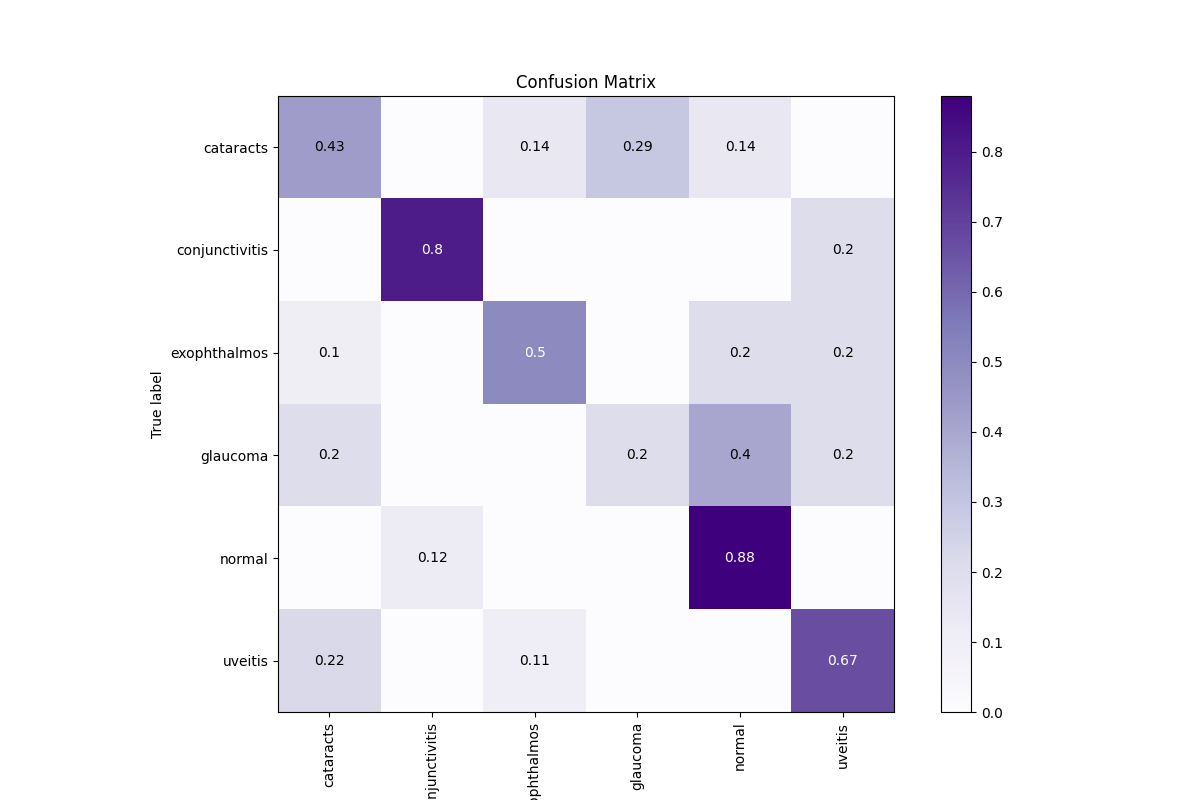 Confusion Matrix
cataracts 0.43 0.14 0.29 0.14
conjunctivitis 0.8 0.2
exophthalmos 0.1 0.5 0.2 0.2
glaucoma 0.2 0.2 0.4 0.2
normal 0.12 0.88
uveitis 0.22 0.11 0.67
True label
cataracts
njunctivitis
ophthalmos
glaucoma
normal
uveitis
0.8
0.7
0.6
0.5
0.4
0.3
0.2
0.1
0.0